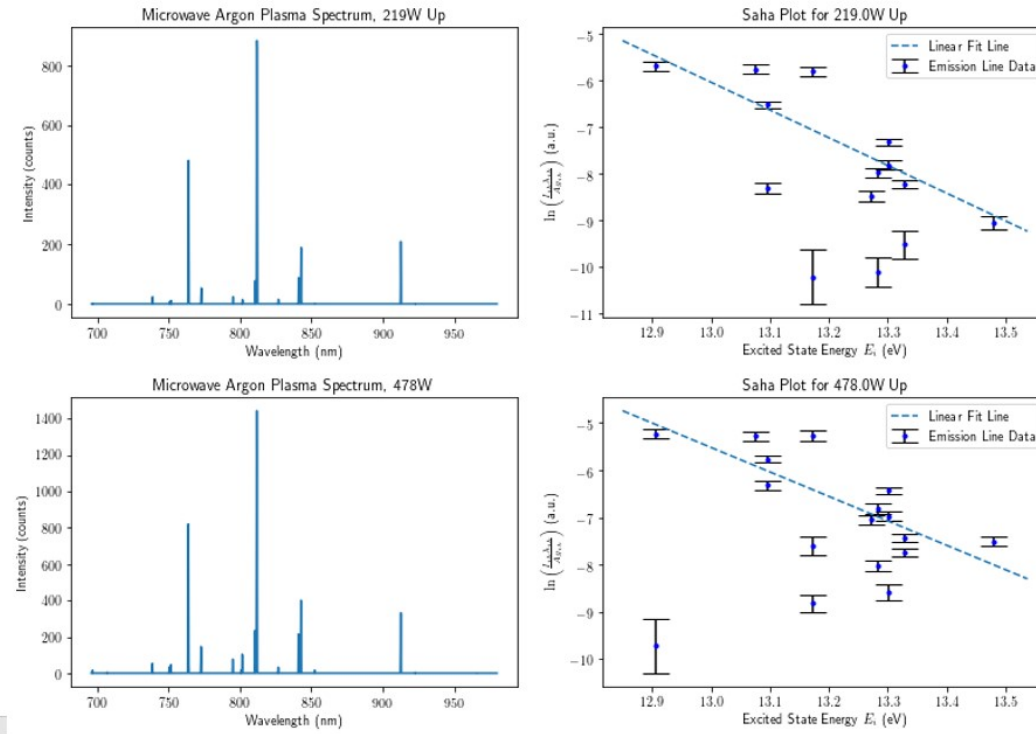 Microwave Argon Plasma Spectrum, 219W Up
Intensity (counts)
800
600
400
200
0
700 750 800 850 900 950
Wavelength (nm)
Saha Plot for 219.0W Up
Linear Fit Line
Emission Line Data
(a.u.)
−5
−6
−7
−8
−9
−10
−11
12.9 13.0 13.1 13.2 13.3 13.4 13.5
Excited State Energy E (eV)
Microwave Argon Plasma Spectrum, 478W
Intensity (counts)
1400
1200
1000
800
600
400
200
0
700 750 800 850 900 950
Wavelength (nm)
Saha Plot for 478.0W Up
Linear Fit Line
Emission Line Data
(a.u.)
−5
−6
−7
−8
−9
−10
12.9 13.0 13.1 13.2 13.3 13.4 13.5
Excited State Energy E (eV)